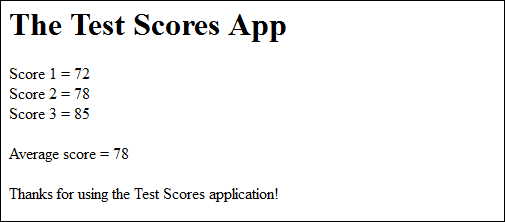 The Test Scores App
Score 1 = 72
Score 2 = 78
Score 3 = 85
Average score = 78
Thanks for using the Test Scores application!